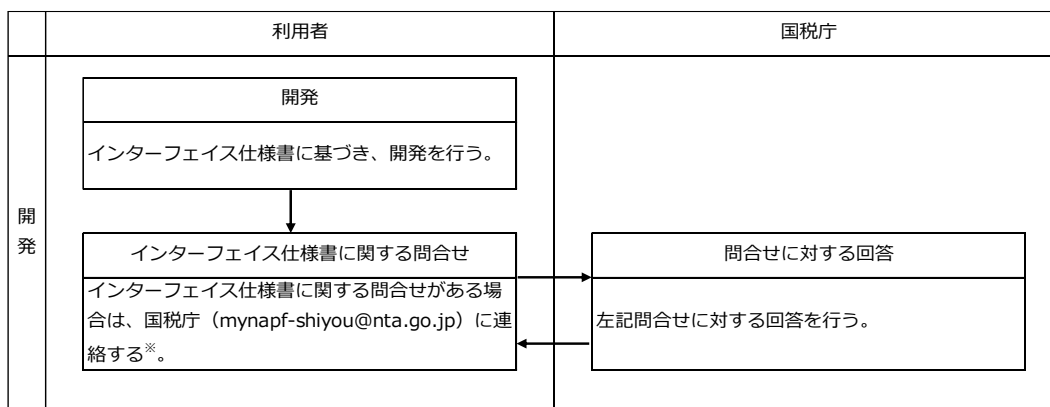 利用者
国税庁
開発
開発
インターフェイス仕様書に基づき、開発を行う。
インターフェイス仕様書に関する問合せ
インターフェイス仕様書に関する問合せがある場
合は、国税庁（mynapf-shiyou@nta.go.jp）に連
絡する※。
問合せに対する回答
左記問合せに対する回答を行う。